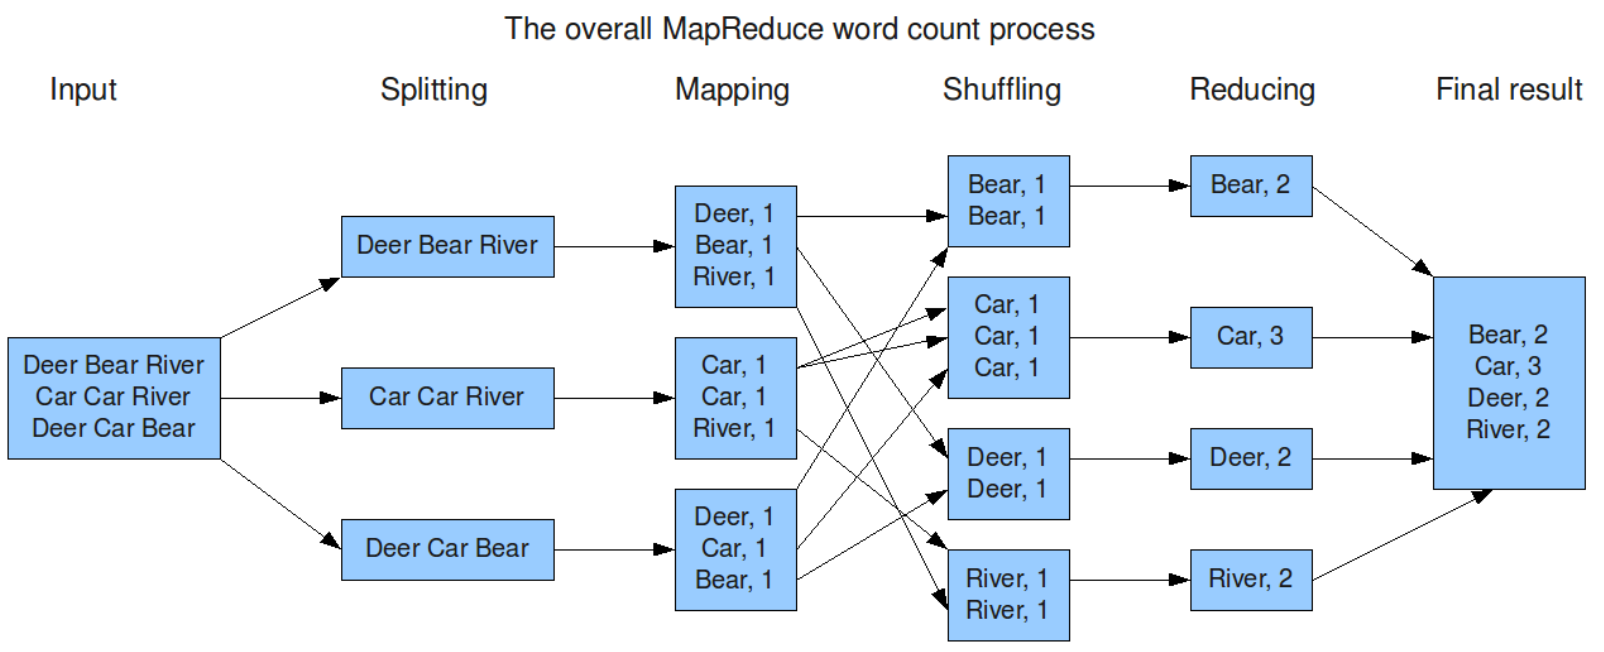 The overall MapReduce word count process
Input
Splitting
Mapping
Shuffling
Reducing
Final result
Deer Bear River
Car Car River
Deer Car Bear
Deer Bear River
Car Car River
Deer Car Bear
Deer, 1
Bear, 1
River, 1
Car, 1
Car, 1
River, 1
Deer, 1
Car, 1
Bear, 1
Bear, 1
Bear, 1
Car, 1
Car, 1
Car, 1
Deer, 1
Deer, 1
River, 1
River, 1
Bear, 2
Car, 3
Deer, 2
River, 2
Bear, 2
Car, 3
Deer, 2
River, 2